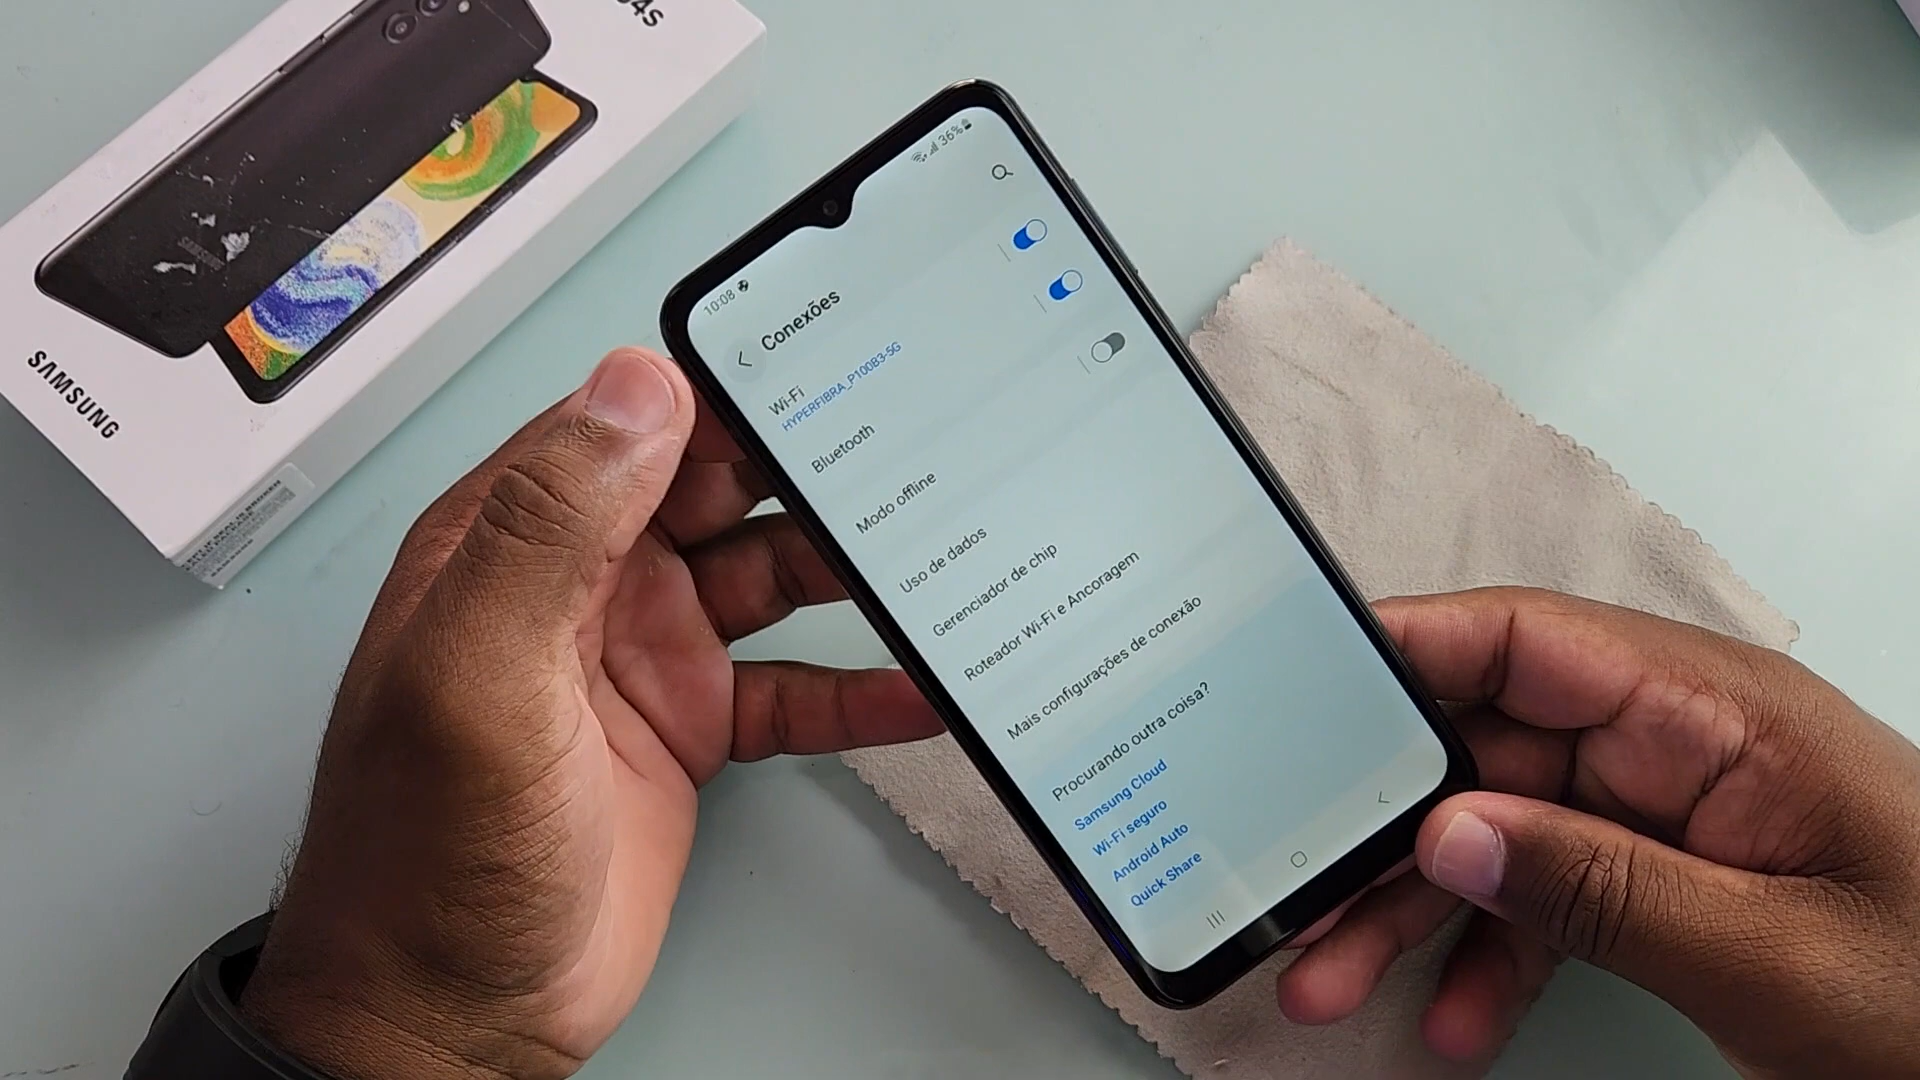 04s
SAMSUNG
SAMSUNG
10:08
36%
Conexões
Wi-Fi
HYPERFIBRA_P100B3-5G
Bluetooth
Modo offline
Uso de dados
Gerenciador de chip
Roteador Wi-Fi e Ancoragem
Mais configurações de conexão
Procurando outra coisa?
Samsung Cloud
Wi-Fi seguro
Android Auto
Quick Share